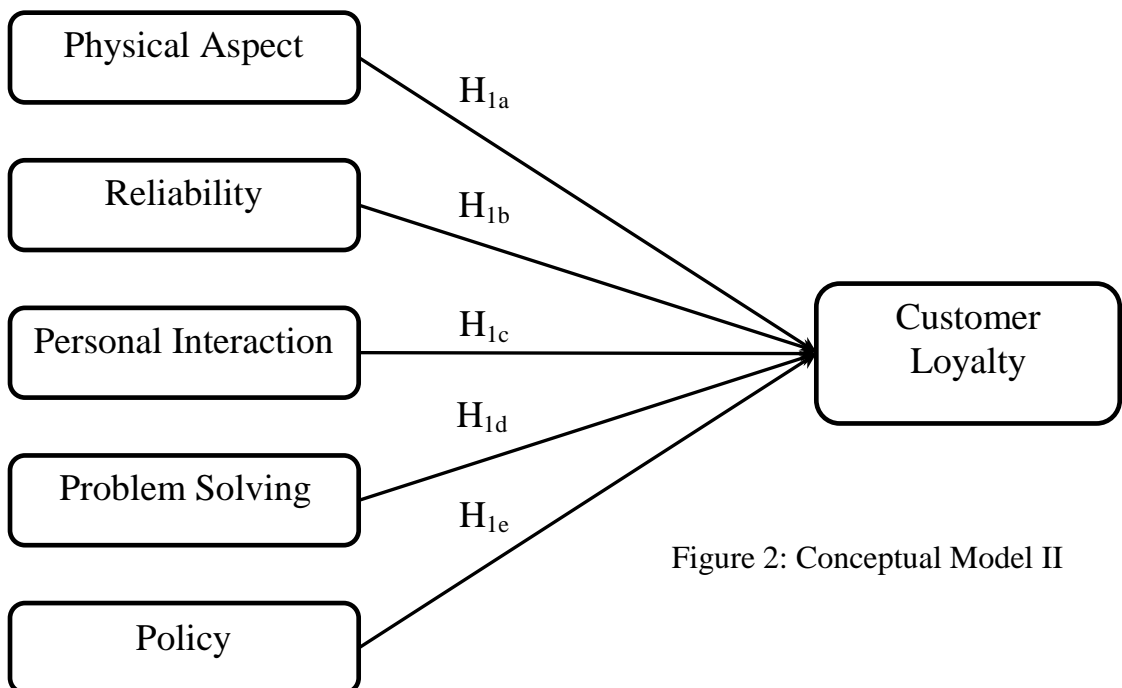 Physical Aspect
H1a
Reliability
H1b
Personal Interaction
H1c
Customer
Loyalty
H1d
Problem Solving
H1e
Figure 2: Conceptual Model II
Policy